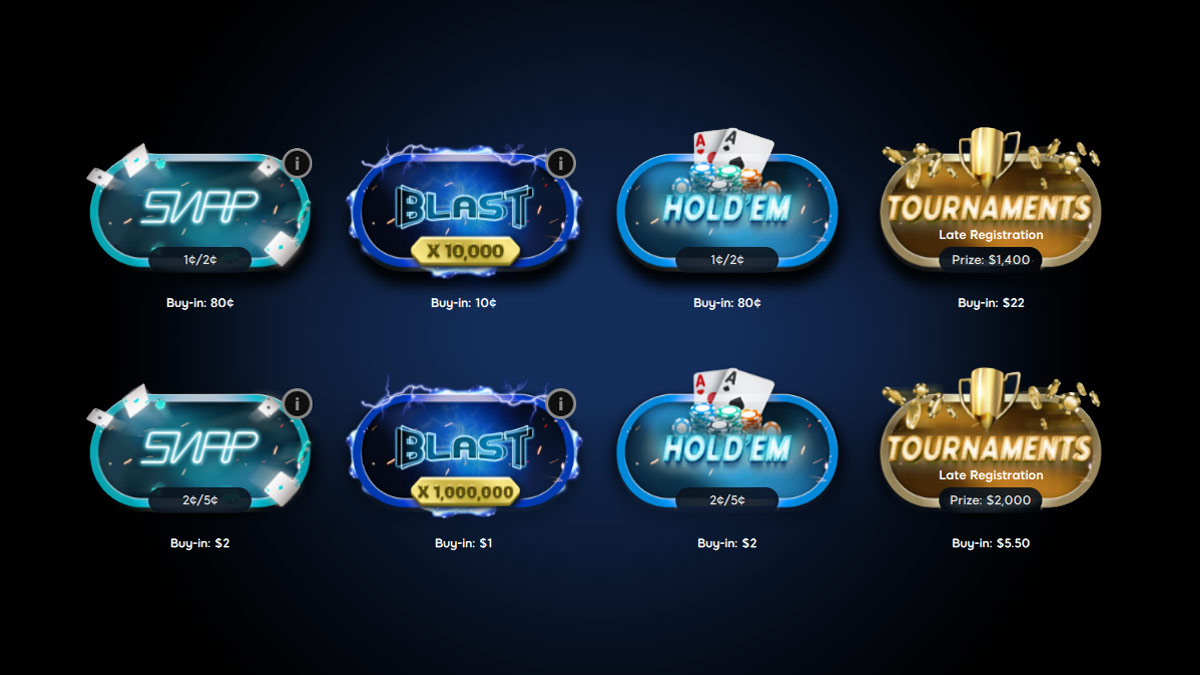 SNAP
1¢/2¢
Buy-in: 80¢
BLAST
X 10,000
Buy-in: 10¢
A A
HOLD'EM
1¢/2¢
Buy-in: 80¢
TOURNAMENTS
Late Registration
Prize: $1,400
Buy-in: $22
SNAP
2¢/5¢
Buy-in: $2
BLAST
X 1,000,000
Buy-in: $1
A A
HOLD'EM
2¢/5¢
Buy-in: $2
TOURNAMENTS
Late Registration
Prize: $2,000
Buy-in: $5.50